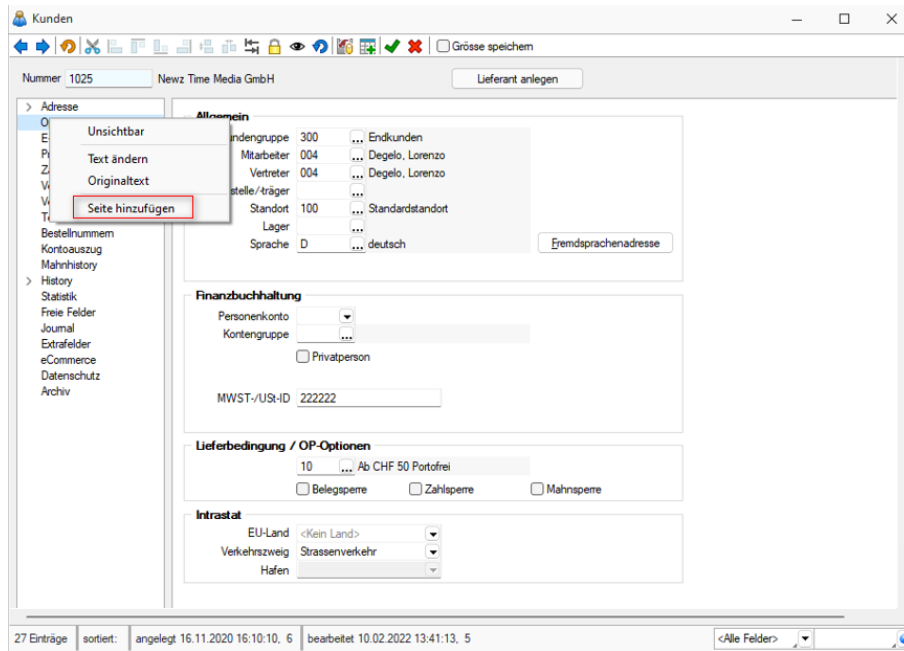 Kunden
Grösse speichern
Nummer 1025 Newz Time Media GmbH Lieferant anlegen
Adresse
Unsichtbar
Text ändern
Originaltext
Seite hinzufügen
Bestellnummern
Kontoauszug
Mahnhistory
History
Statistik
Freie Felder
Journal
Extrafelder
eCommerce
Datenschutz
Archiv
Allgemein
ndengruppe 300 ... Endkunden
Mitarbeiter 004 ... Degelo, Lorenzo
Vertreter 004 ... Degelo, Lorenzo
stelle/-träger ...
Standort 100 ... Standardstandort
Lager ...
Sprache D ... deutsch Fremdsprachenadresse
Finanzbuchhaltung
Personenkonto
Kontengruppe ...
Privatperson
MWST-/USt-ID 222222
Lieferbedingung / OP-Optionen
10 ... Ab CHF 50 Portofrei
Belegsperre Zahlsperre Mahnsperre
Intrastat
EU-Land <Kein Land>
Verkehrszweig Strassenverkehr
Hafen
27 Einträge sortiert: angelegt 16.11.2020 16:10:10, 6 bearbeitet 10.02.2022 13:41:13, 5 <Alle Felder>